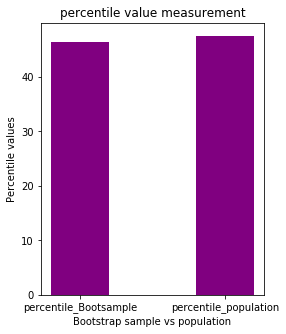 percentile value measurement
Percentile values
40
30
20
10
0
percentile_Bootsample percentile_population
Bootstrap sample vs population